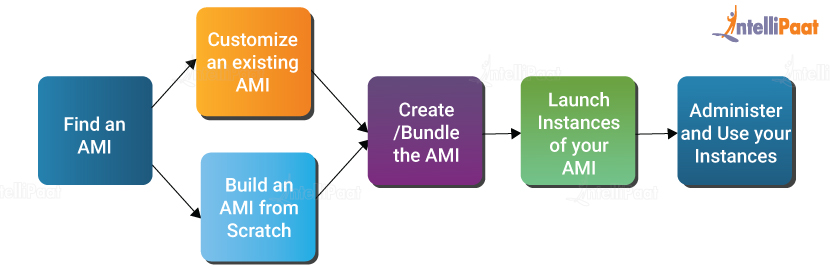 IntelliPaat
Find an
AMI
Customize
an existing
AMI
Build an
AMI from
Scratch
Create
/Bundle
the AMI
Launch
Instances
of your
AMI
Administer
and Use your
Instances